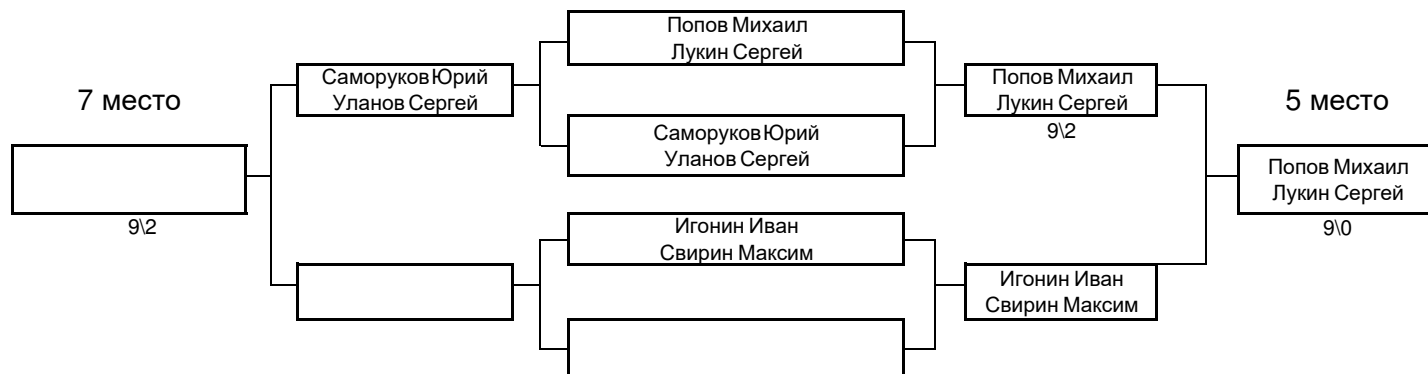 Попов Михаил
Лукин Сергей
Саморуков Юрий
Уланов Сергей
Попов Михаил
Лукин Сергей
7 место
5 место
9\2
Саморуков Юрий
Уланов Сергей
Попов Михаил
Лукин Сергей
9\2
Игонин Иван
Свирин Максим
9\0
Игонин Иван
Свирин Максим